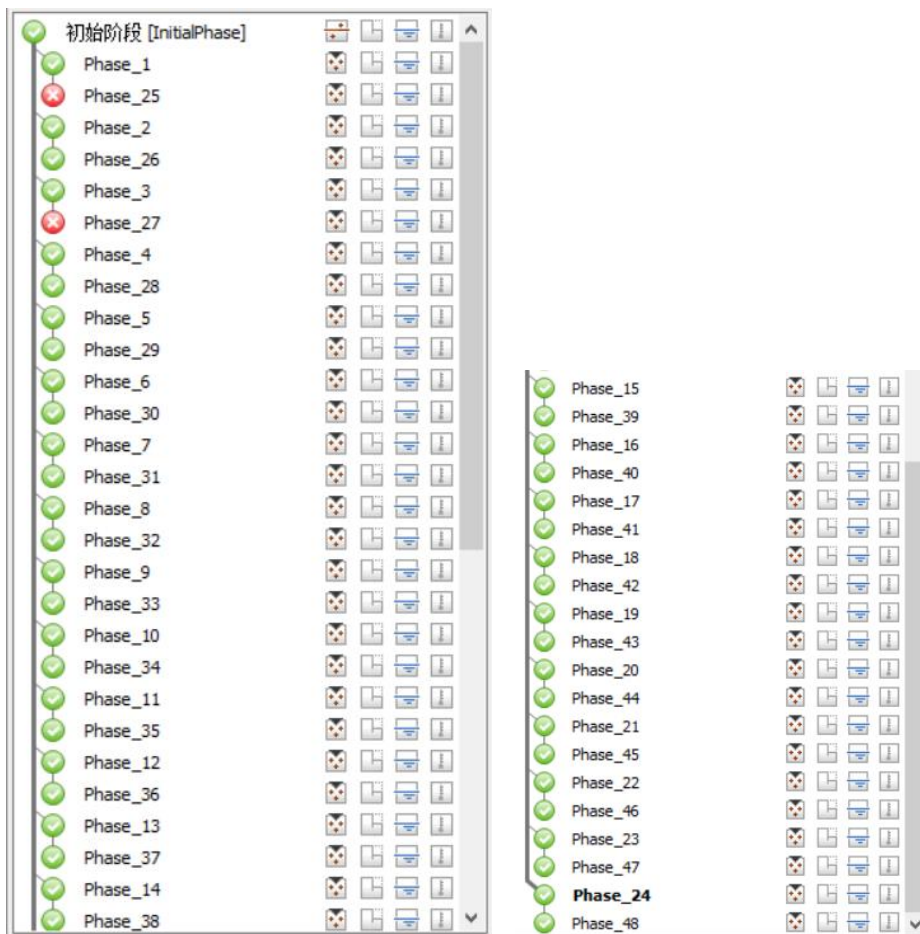 初始阶段 [InitialPhase]
Phase_1
Phase_25
Phase_2
Phase_26
Phase_3
Phase_27
Phase_4
Phase_28
Phase_5
Phase_29
Phase_6
Phase_30
Phase_7
Phase_31
Phase_8
Phase_32
Phase_9
Phase_33
Phase_10
Phase_34
Phase_11
Phase_35
Phase_12
Phase_36
Phase_13
Phase_37
Phase_14
Phase_38
Phase_15
Phase_39
Phase_16
Phase_40
Phase_17
Phase_41
Phase_18
Phase_42
Phase_19
Phase_43
Phase_20
Phase_44
Phase_21
Phase_45
Phase_22
Phase_46
Phase_23
Phase_47
Phase_24
Phase_48